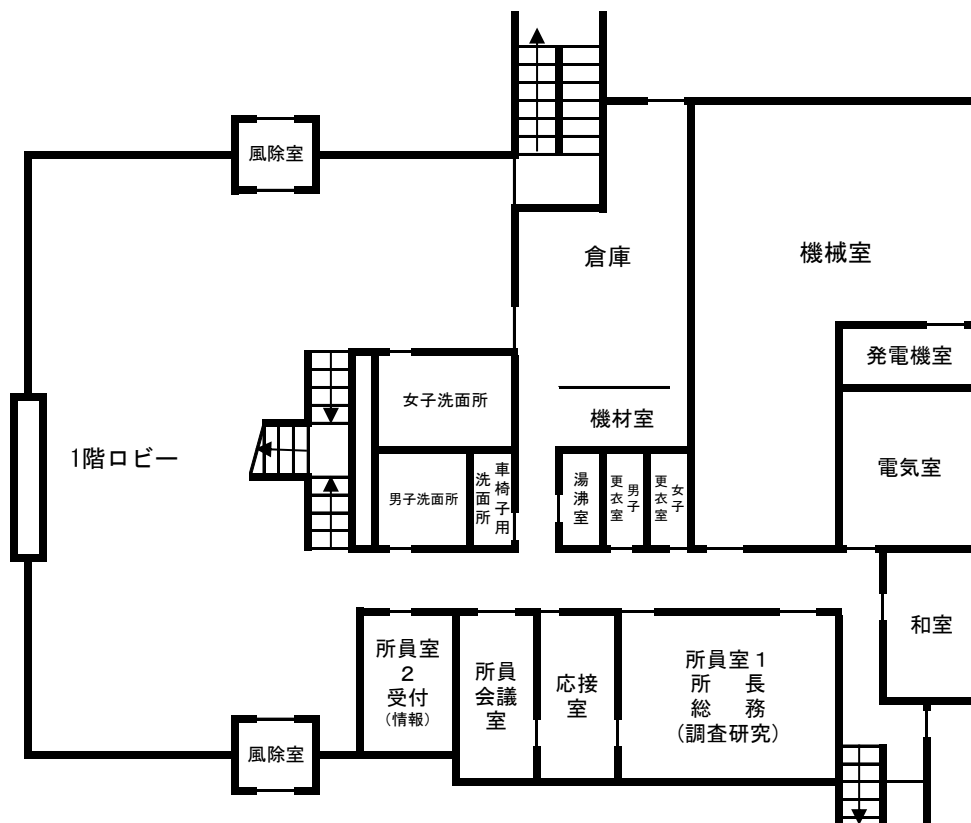 風除室
倉庫
機械室
発電機室
女子洗面所
機材室
1階ロビー
電気室
男子洗面所
車椅子用
洗面所
湯沸室
男子
更衣室
女子
更衣室
和室
所員室
2
受付
(情報)
所員
会議
室
応接
室
所員室1
所 長
総 務
(調査研究)
風除室